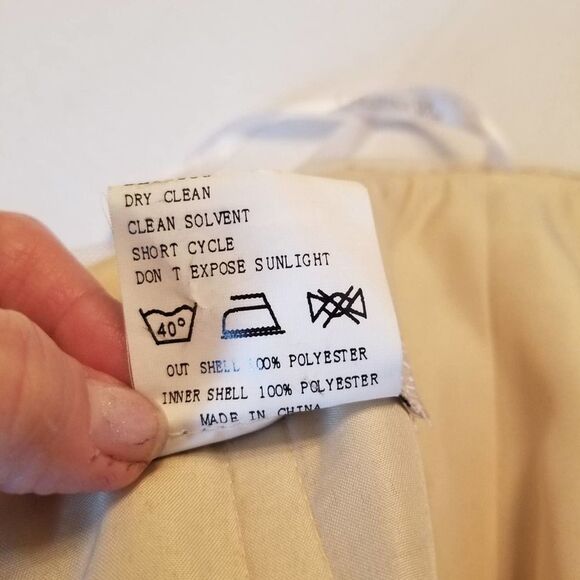 DRY CLEAN
CLEAN SOLVENT
SHORT CYCLE
DON T EXPOSE SUNLIGHT
40°
OUT SHELL 100% POLYESTER
INNER SHELL 100% POLYESTER
MADE IN CHINA